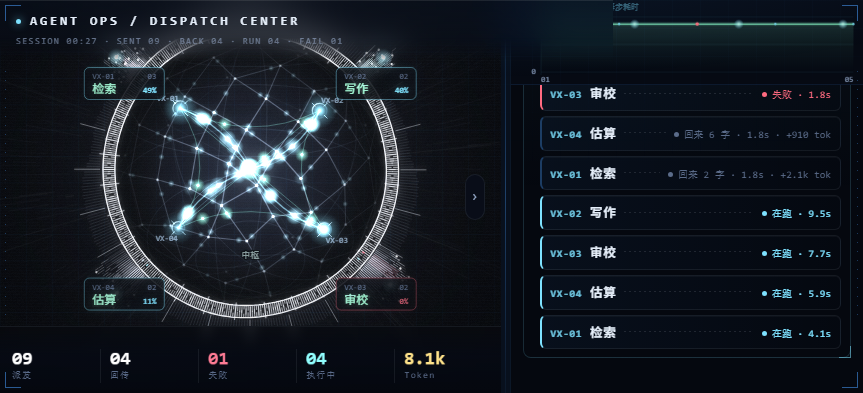 AGENT OPS / DISPATCH CENTER
SESSION 00:27 · SENT 09 · BACK 04 · RUN 04 · FAIL 01
VX-01 03
检索 49%
VX-02 02
写作 40%
VX-01
VX-02
VX-04
VX-03
中枢
VX-04 02
估算 11%
VX-03 02
审校 0%
09
派发
04
回传
01
失败
04
执行中
8.1k
Token
步耗时
0
01 05
VX-03 审校 失败 · 1.8s
VX-04 估算 回来 6 字 · 1.8s · +910 tok
VX-01 检索 回来 2 字 · 1.8s · +2.1k tok
VX-02 写作 在跑 · 9.5s
VX-03 审校 在跑 · 7.7s
VX-04 估算 在跑 · 5.9s
VX-01 检索 在跑 · 4.1s